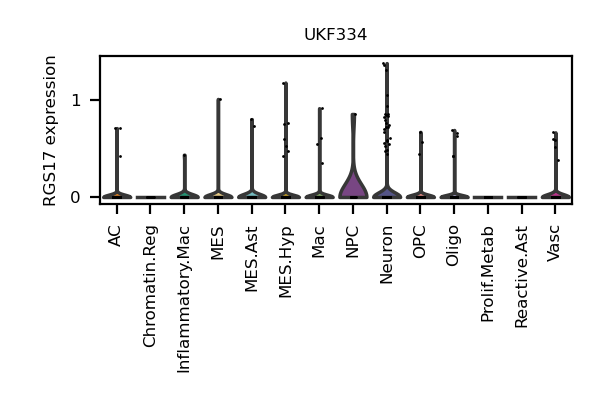 UKF334
RGS17 expression
1
0
AC
Chromatin.Reg
Inflammatory.Mac
MES
MES.Ast
MES.Hyp
Mac
NPC
Neuron
OPC
Oligo
Prolif.Metab
Reactive.Ast
Vasc